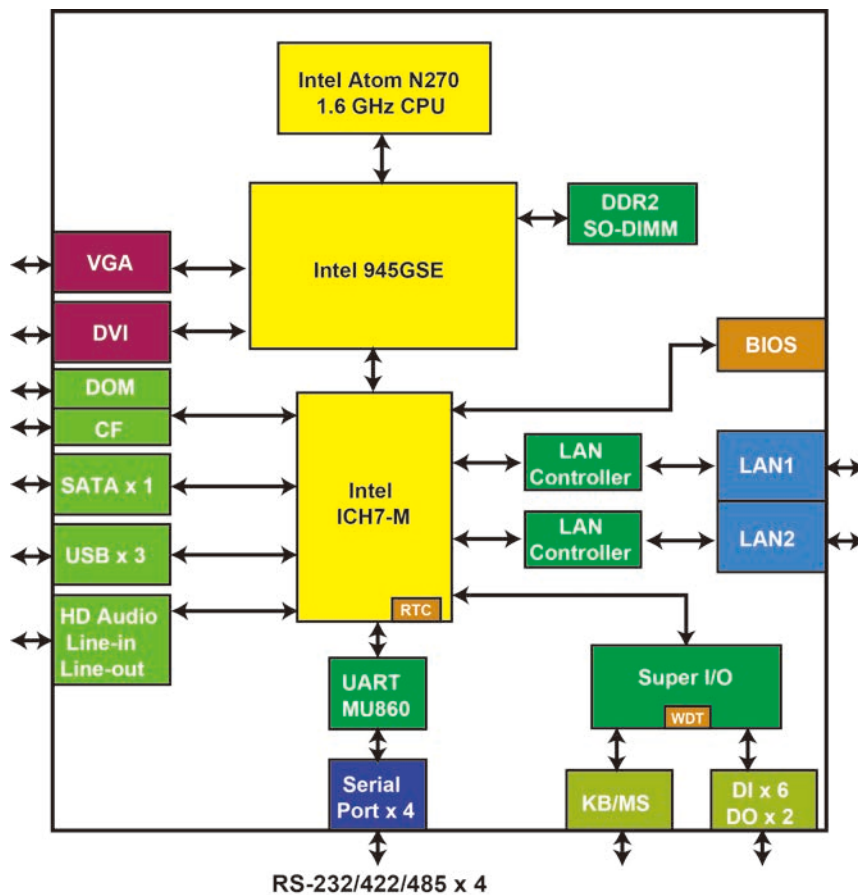 Intel Atom N270
1.6 GHz CPU
DDR2
SO-DIMM
Intel 945GSE
VGA
DVI
BIOS
DOM
CF
LAN
Controller
LAN1
SATA x 1
Intel
ICH7-M
LAN
Controller
LAN2
USB x 3
RTC
HD Audio
Line-in
Line-out
UART
MU860
Super I/O
WDT
Serial
Port x 4
KB/MS
DI x 6
DO x 2
RS-232/422/485 x 4